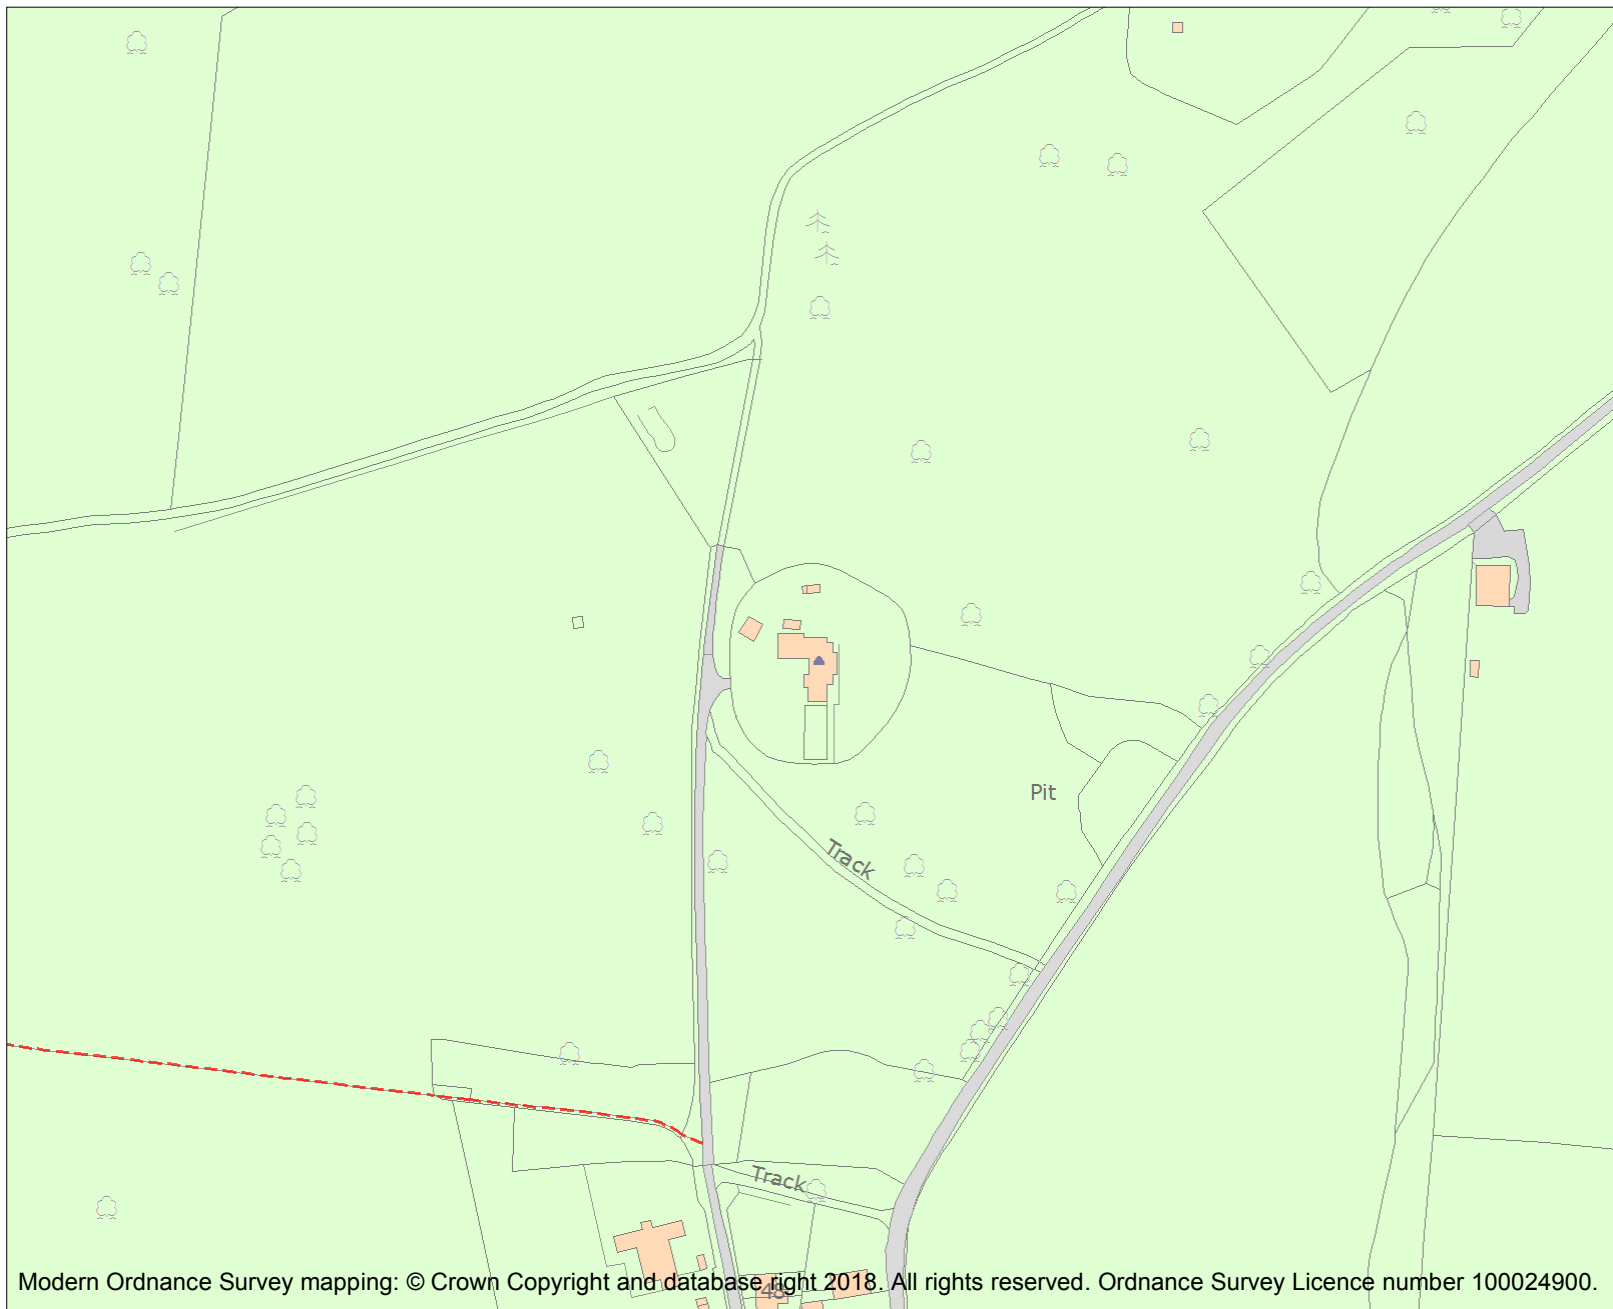 Pit
Track
Track
48
Modern Ordnance Survey mapping: © Crown Copyright and database right 2018. All rights reserved. Ordnance Survey Licence number 100024900.